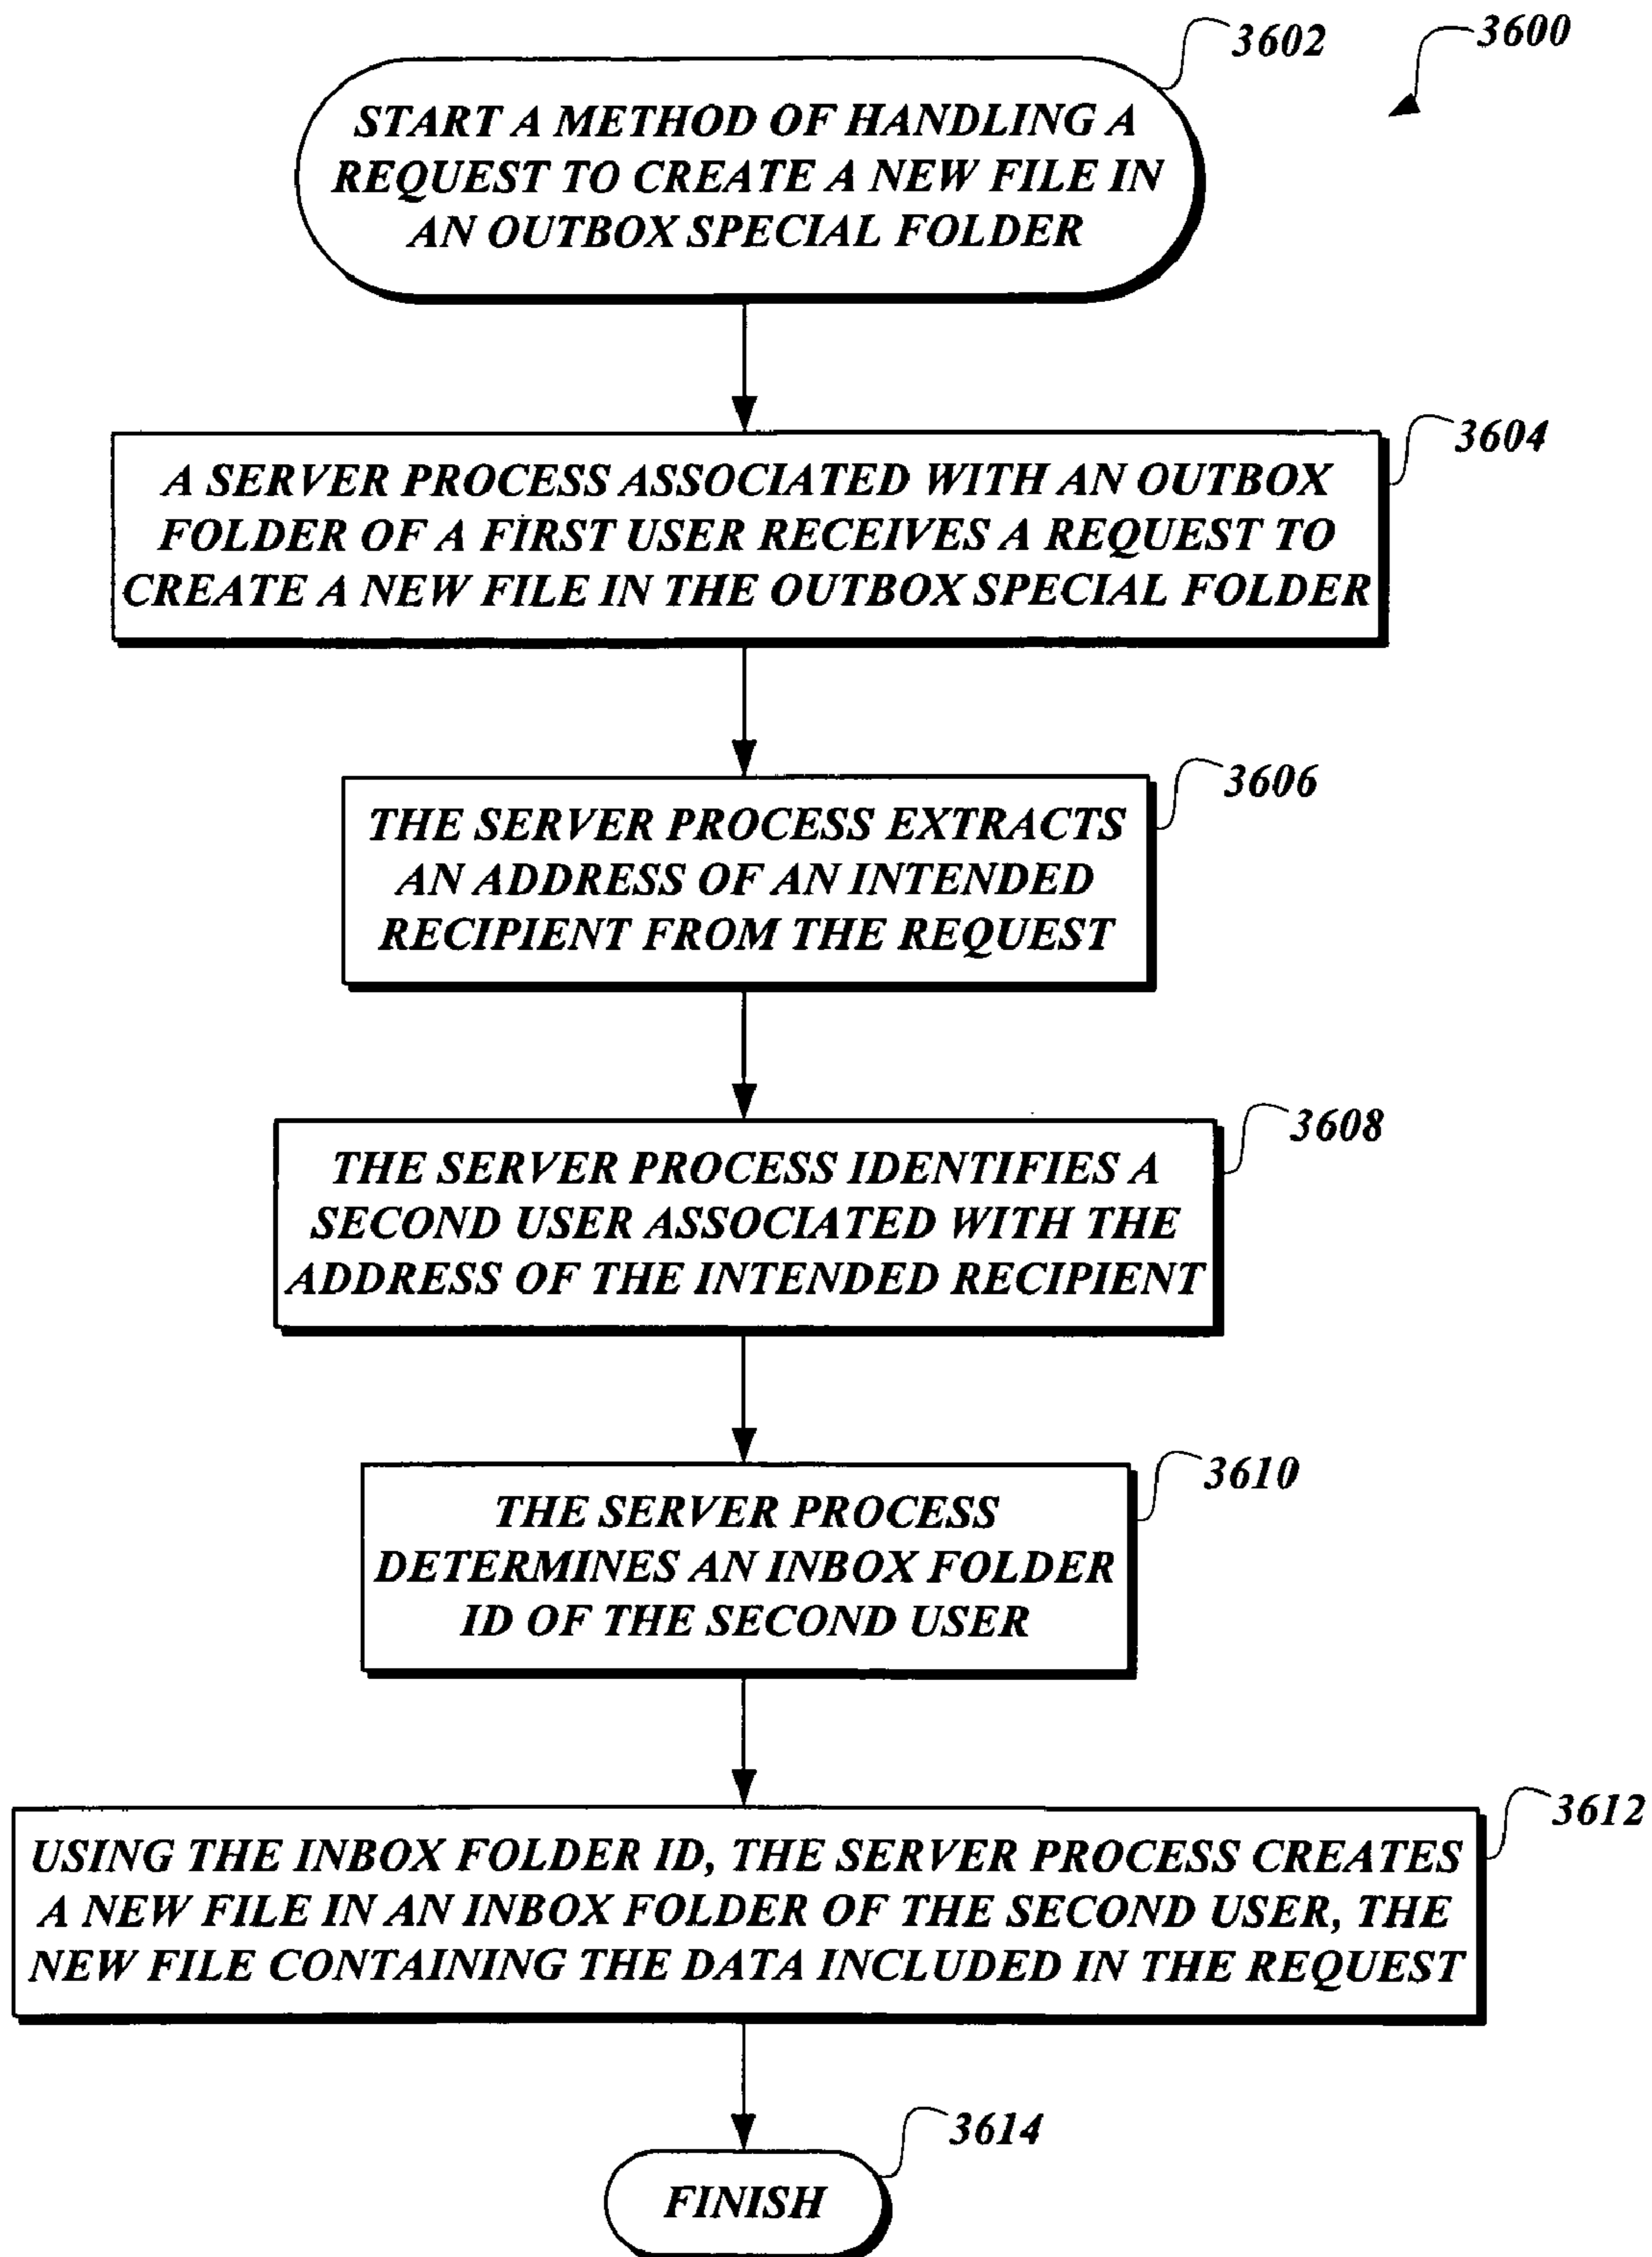 3602
3600
START A METHOD OF HANDLING A
REQUEST TO CREATE A NEW FILE IN
AN OUTBOX SPECIAL FOLDER
3604
A SERVER PROCESS ASSOCIATED WITH AN OUTBOX
FOLDER OF A FIRST USER RECEIVES A REQUEST TO
CREATE A NEW FILE IN THE OUTBOX SPECIAL FOLDER
3606
THE SERVER PROCESS EXTRACTS
AN ADDRESS OF AN INTENDED
RECIPIENT FROM THE REQUEST
3608
THE SERVER PROCESS IDENTIFIES A
SECOND USER ASSOCIATED WITH THE
ADDRESS OF THE INTENDED RECIPIENT
3610
THE SERVER PROCESS
DETERMINES AN INBOX FOLDER
ID OF THE SECOND USER
3612
USING THE INBOX FOLDER ID, THE SERVER PROCESS CREATES
A NEW FILE IN AN INBOX FOLDER OF THE SECOND USER, THE
NEW FILE CONTAINING THE DATA INCLUDED IN THE REQUEST
3614
FINISH